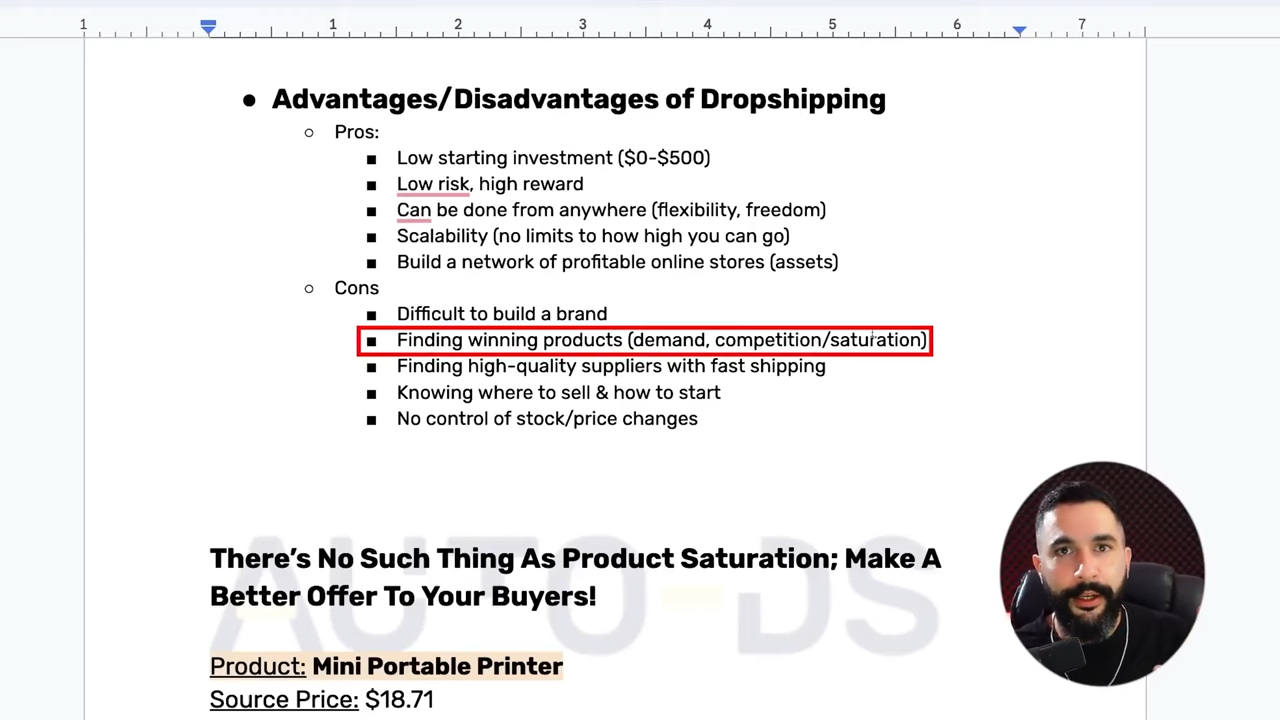 1 1 2 3 4 5 6 7
● Advantages/Disadvantages of Dropshipping
○ Pros:
■ Low starting investment ($0-$500)
■ Low risk, high reward
■ Can be done from anywhere (flexibility, freedom)
■ Scalability (no limits to how high you can go)
■ Build a network of profitable online stores (assets)
○ Cons
■ Difficult to build a brand
■ Finding winning products (demand, competition/saturation)
■ Finding high-quality suppliers with fast shipping
■ Knowing where to sell & how to start
■ No control of stock/price changes
AUTO-DS
There’s No Such Thing As Product Saturation; Make A
Better Offer To Your Buyers!
Product: Mini Portable Printer
Source Price: $18.71